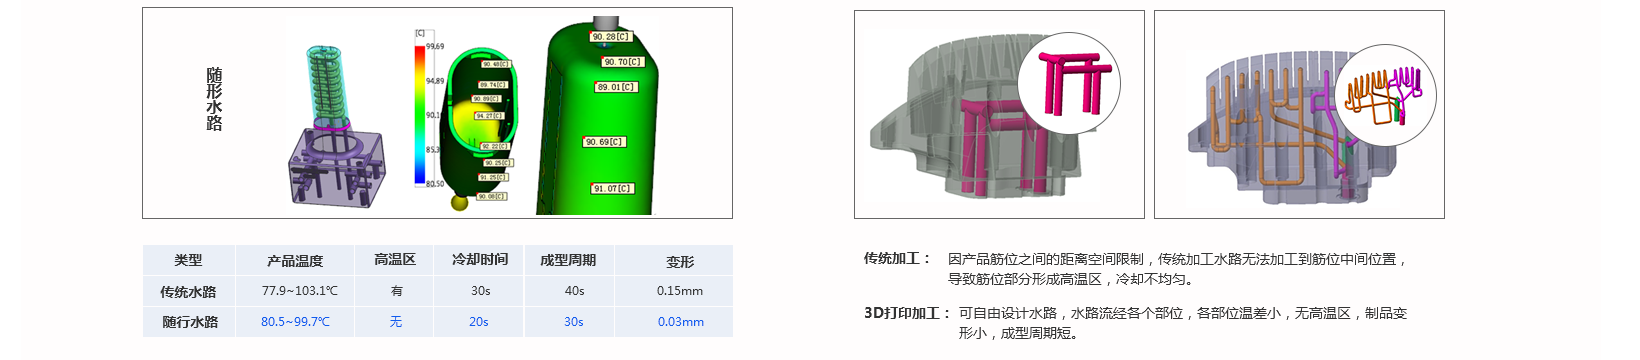 随形水路
[C]
99.69
94.89
90.1
85.3
80.50
90.48[C]
89.74[C]
90.89[C]
94.27[C]
92.22[C]
90.25[C]
91.25[C]
90.08[C]
90.28[C]
90.70[C]
89.01[C]
90.69[C]
91.07[C]
类型 产品温度 高温区 冷却时间 成型周期 变形
传统水路 77.9~103.1℃ 有 30s 40s 0.15mm
随行水路 80.5~99.7℃ 无 20s 30s 0.03mm
传统加工： 因产品筋位之间的距离空间限制，传统加工水路无法加工到筋位中间位置，
导致筋位部分形成高温区，冷却不均匀。
3D打印加工： 可自由设计水路，水路流经各个部位，各部位温差小，无高温区，制品变
形小，成型周期短。